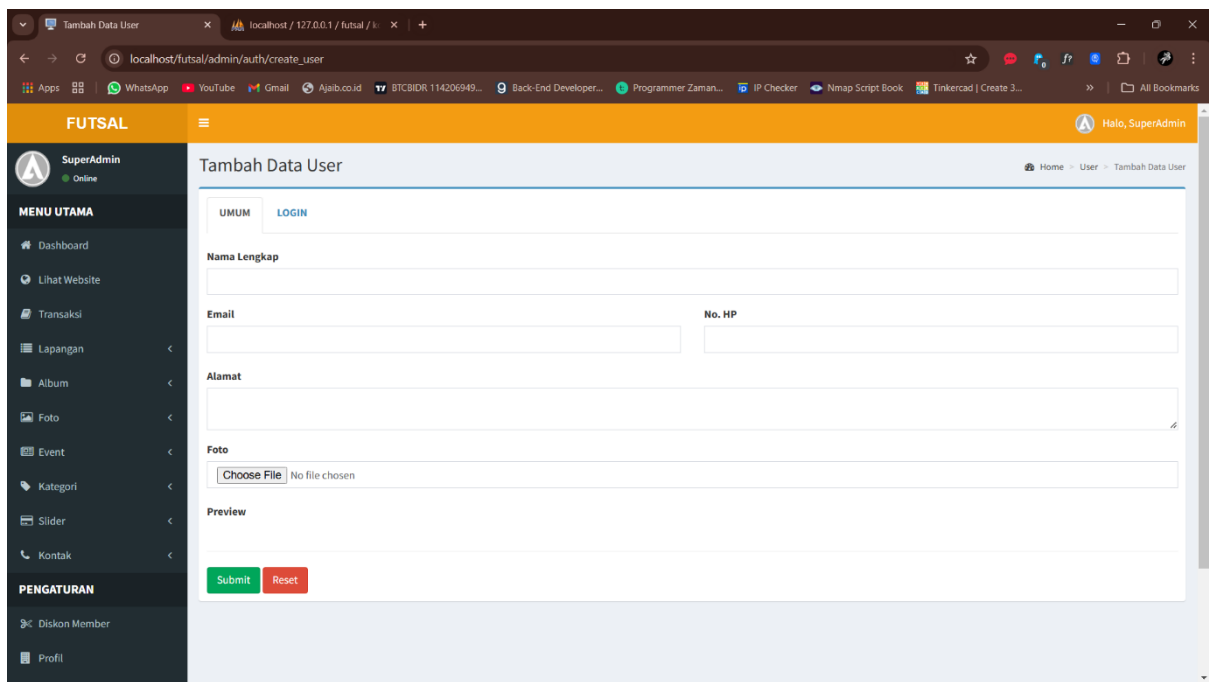 Tambah Data User
localhost / 127.0.0.1 / futsal /
localhost/futsal/admin/auth/create_user
Apps
WhatsApp
YouTube
Gmail
Ajaib.co.id
BTCBIDR 114206949...
Back-End Developer...
Programmer Zaman...
IP Checker
Nmap Script Book
Tinkercad | Create 3...
All Bookmarks
FUTSAL
Halo, SuperAdmin
SuperAdmin
Online
Tambah Data User
Home > User > Tambah Data User
MENU UTAMA
Dashboard
Lihat Website
Transaksi
Lapangan
Album
Foto
Event
Kategori
Slider
Kontak
PENGATURAN
Diskon Member
Profil
UMUM
LOGIN
Nama Lengkap
Email
No. HP
Alamat
Foto
Choose File No file chosen
Preview
Submit
Reset